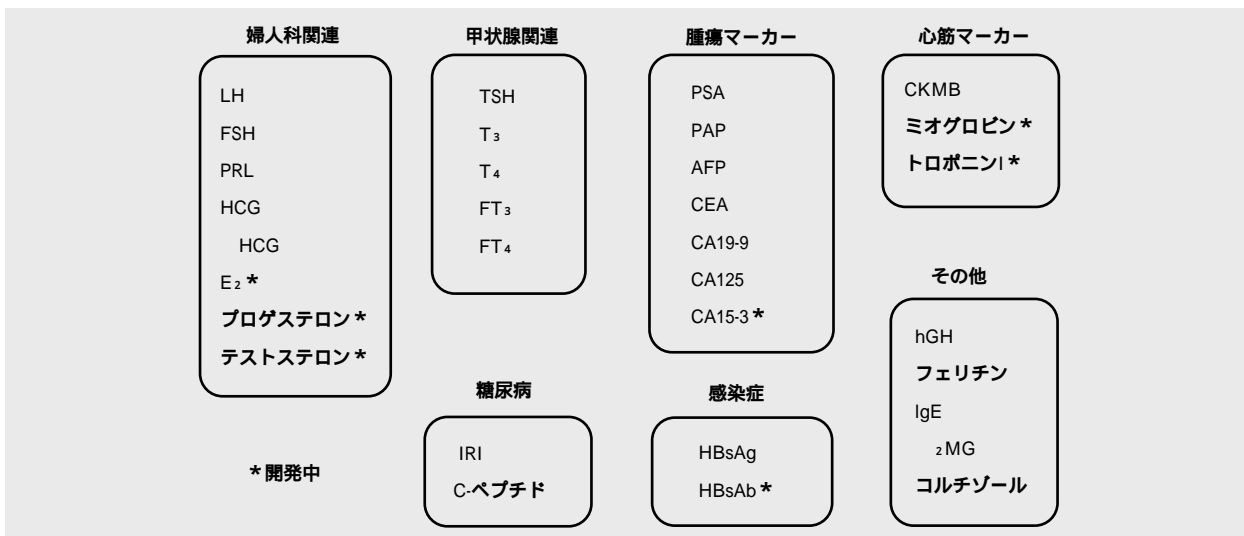 婦人科関連
LH
FSH
PRL
HCG
HCG
E₂*
プロゲステロン*
テストステロン*
甲状腺関連
TSH
T₃
T₄
FT₃
FT₄
腫瘍マーカー
PSA
PAP
AFP
CEA
CA19-9
CA125
CA15-3*
心筋マーカー
CKMB
ミオグロビン*
トロポニンI*
糖尿病
IRI
C-ペプチド
感染症
HBsAg
HBsAb*
その他
hGH
フェリチン
IgE
₂MG
コルチゾール
*開発中